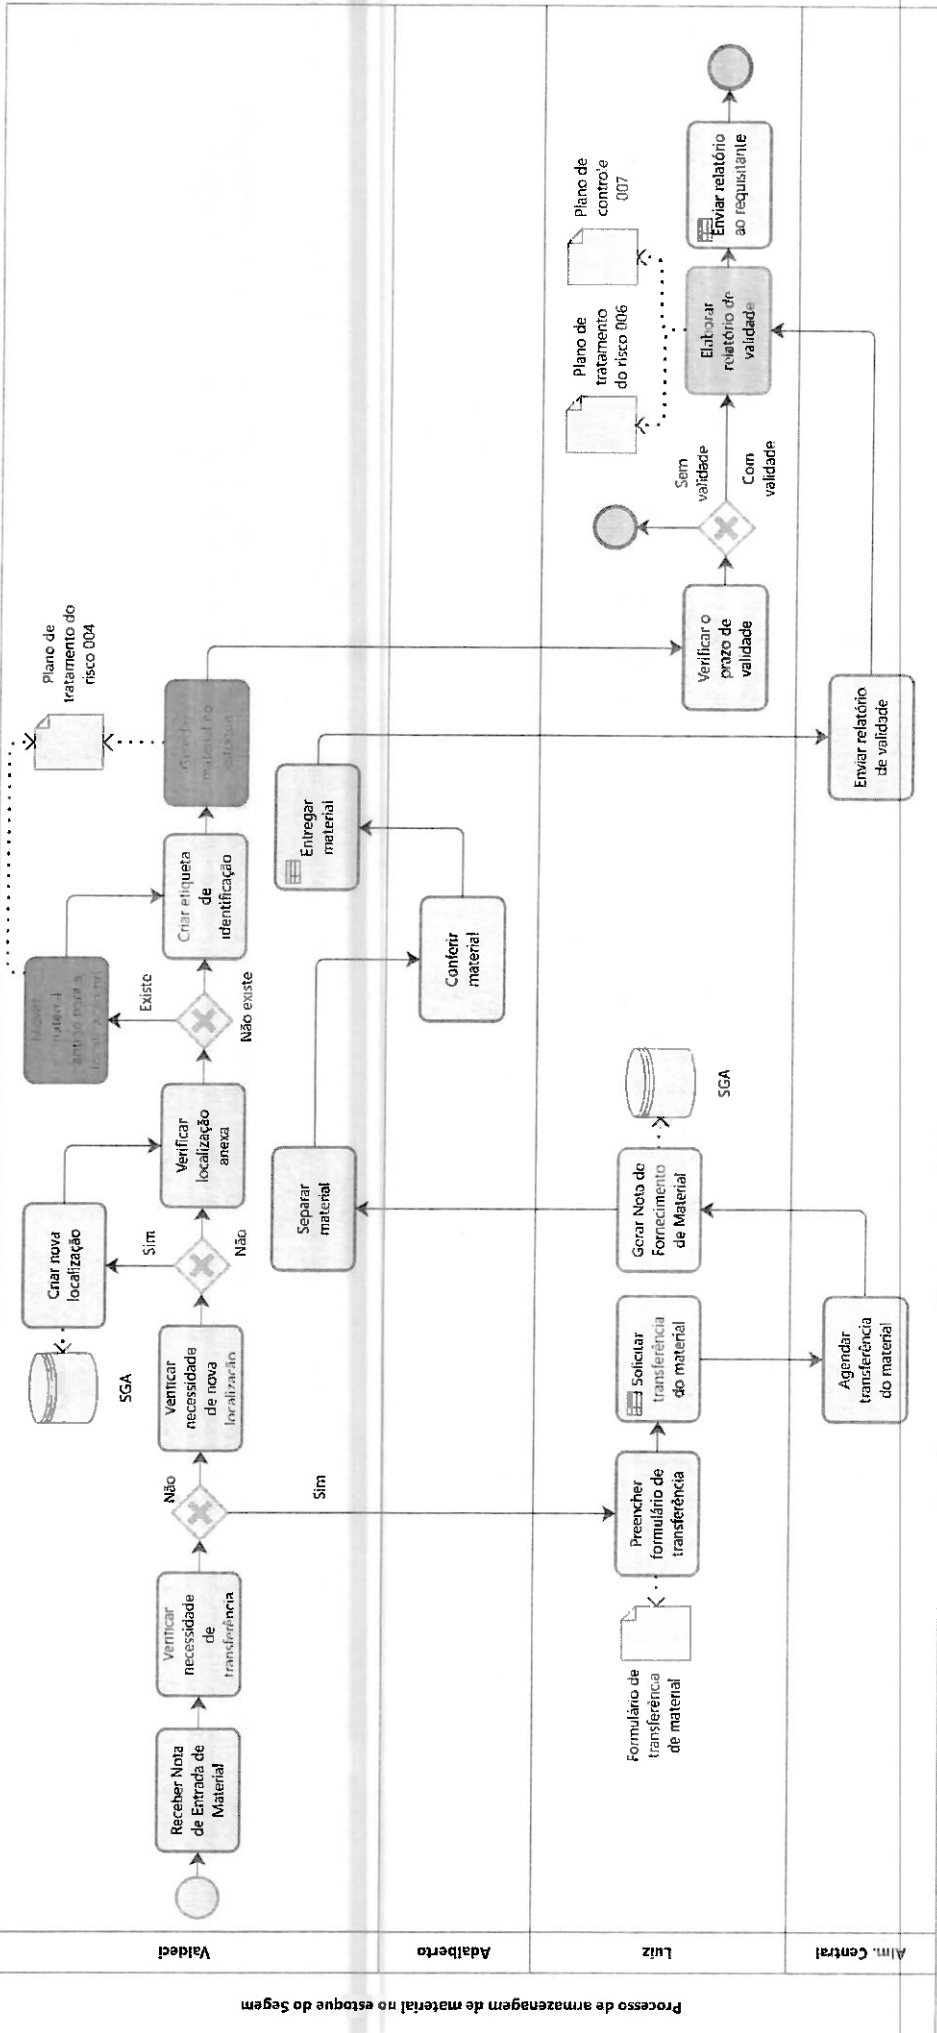 Processo de armazenagem de material no estoque do Segem
Valdeci
Adalberto
Luiz
Alm. Central
Receber Nota
de Entrada de
Material
Verificar
necessidade
de
transferência
Não
Sim
Verificar
necessidade
de nova
localização
SGA
Criar nova
localização
Sim
Não
Verificar
localização
anexa
Existe
Não existe
material
Criar etiqueta
de
identificação
material no
estoque
Plano de
tratamento do
risco 004
Separar
material
Entregar
material
Conferir
material
Formulário de
transferência
de material
Preencher
formulário de
transferência
Solicitar
transferência
do material
Gerar Nota de
Fornecimento
de Material
SGA
Agendar
transferência
do material
Enviar relatório
de validade
Verificar o
prazo de
validade
Sem
validade
Com
validade
Plano de
tratamento
do risco 006
Plano de
controle
007
Elaborar
relatório de
validade
Enviar relatório
ao requisitante